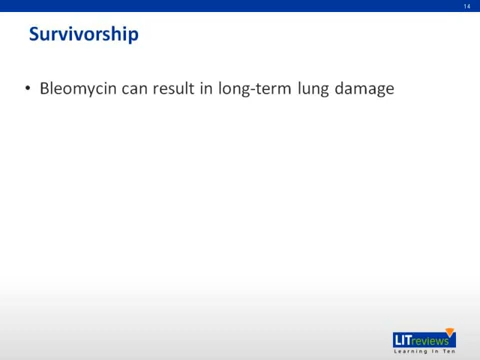 14
Survivorship
• Bleomycin can result in long-term lung damage
LITreviews
Learning In Ten